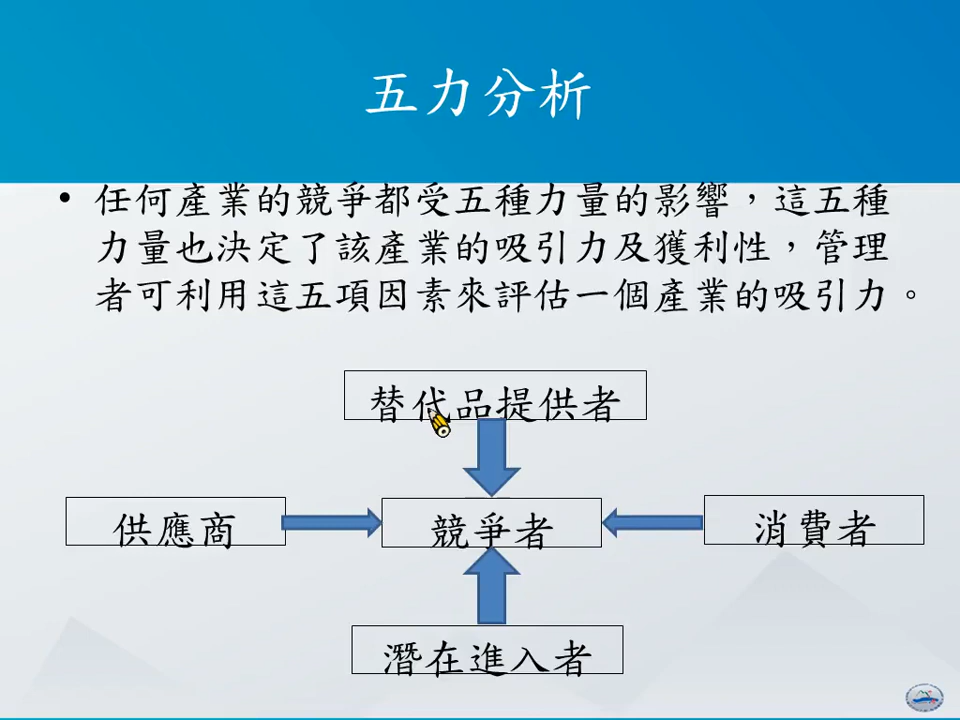 五力分析
• 任何產業的競爭都受五種力量的影響，這五種
力量也決定了該產業的吸引力及獲利性，管理
者可利用這五項因素來評估一個產業的吸引力。
替代品提供者
供應商
競爭者
消費者
潛在進入者